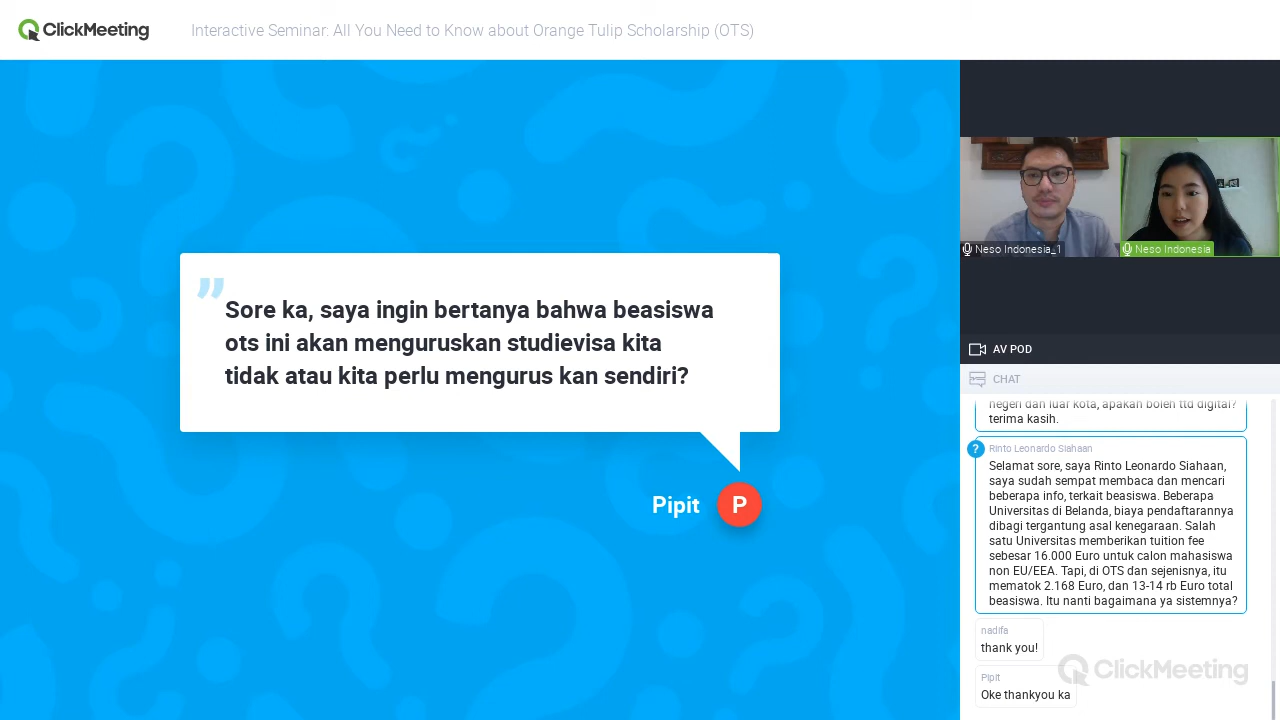 ClickMeeting
Interactive Seminar: All You Need to Know about Orange Tulip Scholarship (OTS)
Sore ka, saya ingin bertanya bahwa beasiswa
ots ini akan menguruskan studievisa kita
tidak atau kita perlu mengurus kan sendiri?
Pipit
P
Neso Indonesia_1
Neso Indonesia
AV POD
CHAT
negeri dan luar kota, apakah boleh ttd digital?
terima kasih.
?
Rinto Leonardo Siahaan
Selamat sore, saya Rinto Leonardo Siahaan,
saya sudah sempat membaca dan mencari
beberapa info, terkait beasiswa. Beberapa
Universitas di Belanda, biaya pendaftarannya
dibagi tergantung asal kenegaraan. Salah
satu Universitas memberikan tuition fee
sebesar 16.000 Euro untuk calon mahasiswa
non EU/EEA. Tapi, di OTS dan sejenisnya, itu
mematok 2.168 Euro, dan 13-14 rb Euro total
beasiswa. Itu nanti bagaimana ya sistemnya?
nadifa
thank you!
Pipit
Oke thankyou ka
ClickMeeting